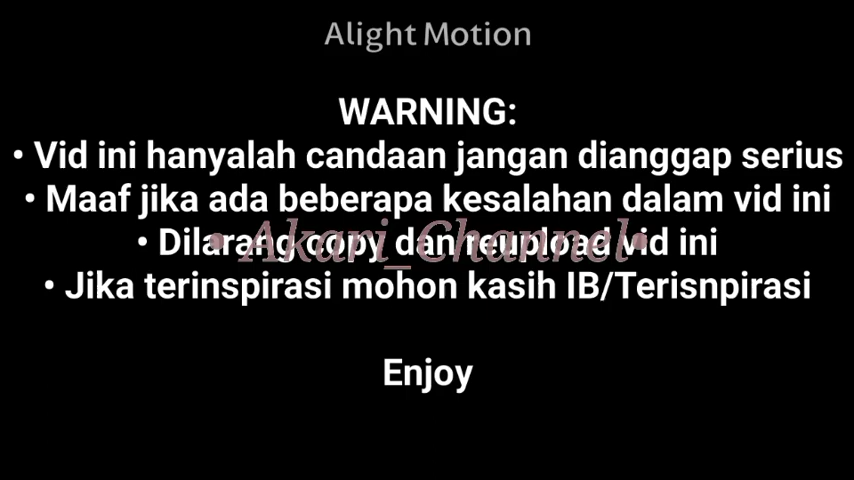 Alight Motion
WARNING:
• Vid ini hanyalah candaan jangan dianggap serius
• Maaf jika ada beberapa kesalahan dalam vid ini
• Dilarang copy dan reupload vid ini
• Akari_Channel•
• Jika terinspirasi mohon kasih IB/Terisnpirasi
Enjoy